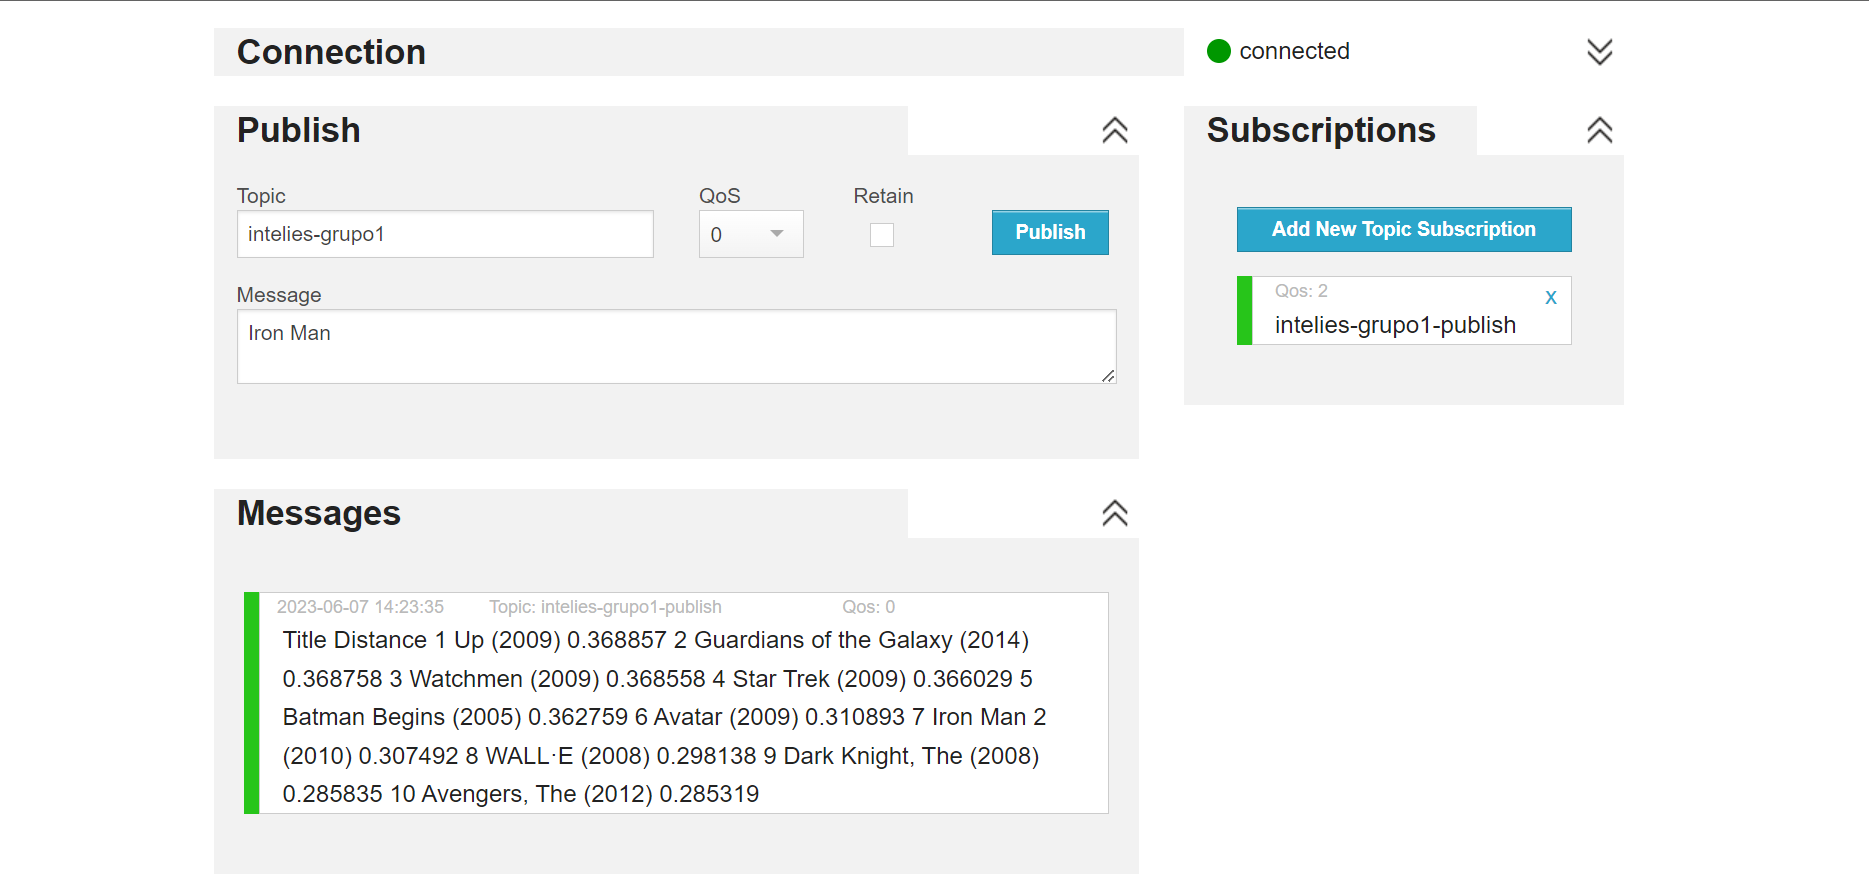 Connection
connected
Publish
Subscriptions
Topic
QoS
Retain
intelies-grupo1
0
Publish
Add New Topic Subscription
Message
Iron Man
Qos: 2
x
intelies-grupo1-publish
Messages
2023-06-07 14:23:35 Topic: intelies-grupo1-publish Qos: 0
Title Distance 1 Up (2009) 0.368857 2 Guardians of the Galaxy (2014)
0.368758 3 Watchmen (2009) 0.368558 4 Star Trek (2009) 0.366029 5
Batman Begins (2005) 0.362759 6 Avatar (2009) 0.310893 7 Iron Man 2
(2010) 0.307492 8 WALL·E (2008) 0.298138 9 Dark Knight, The (2008)
0.285835 10 Avengers, The (2012) 0.285319